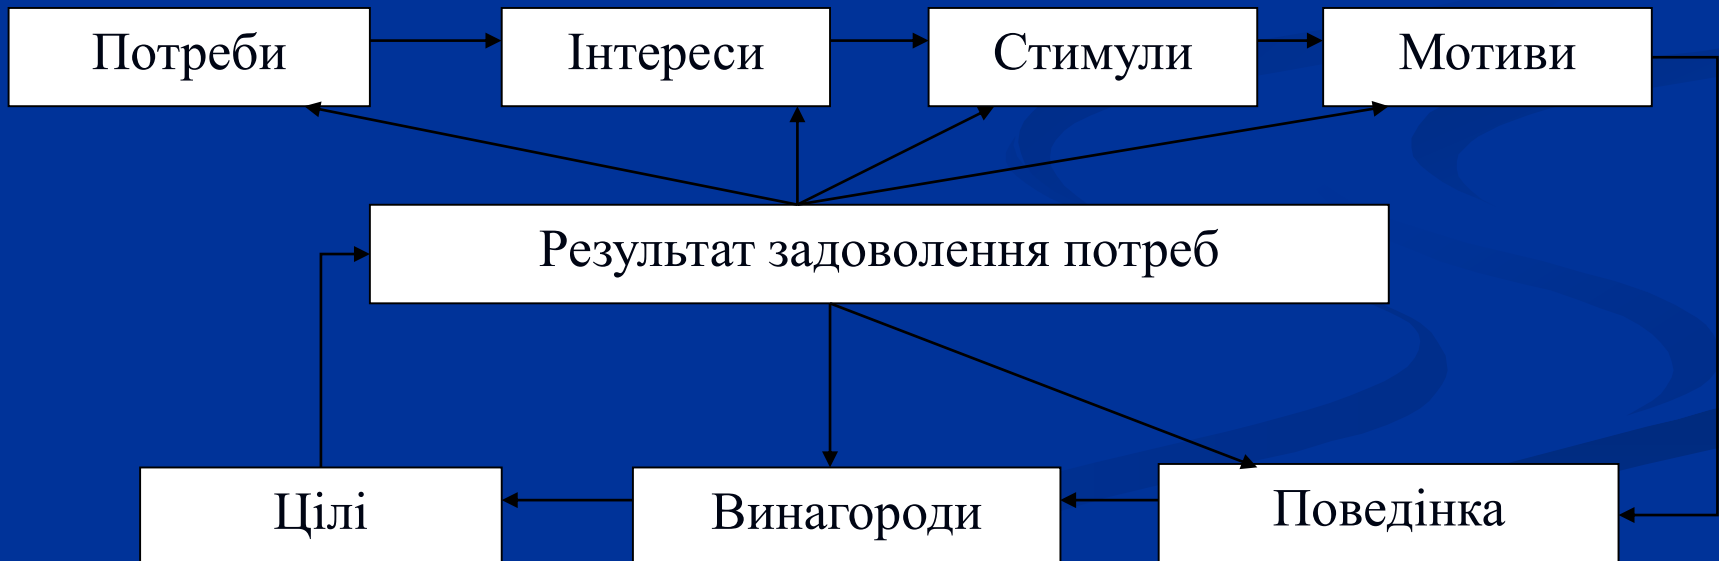 Потреби
Інтереси
Стимули
Мотиви
Результат задоволення потреб
Цілі
Винагороди
Поведінка